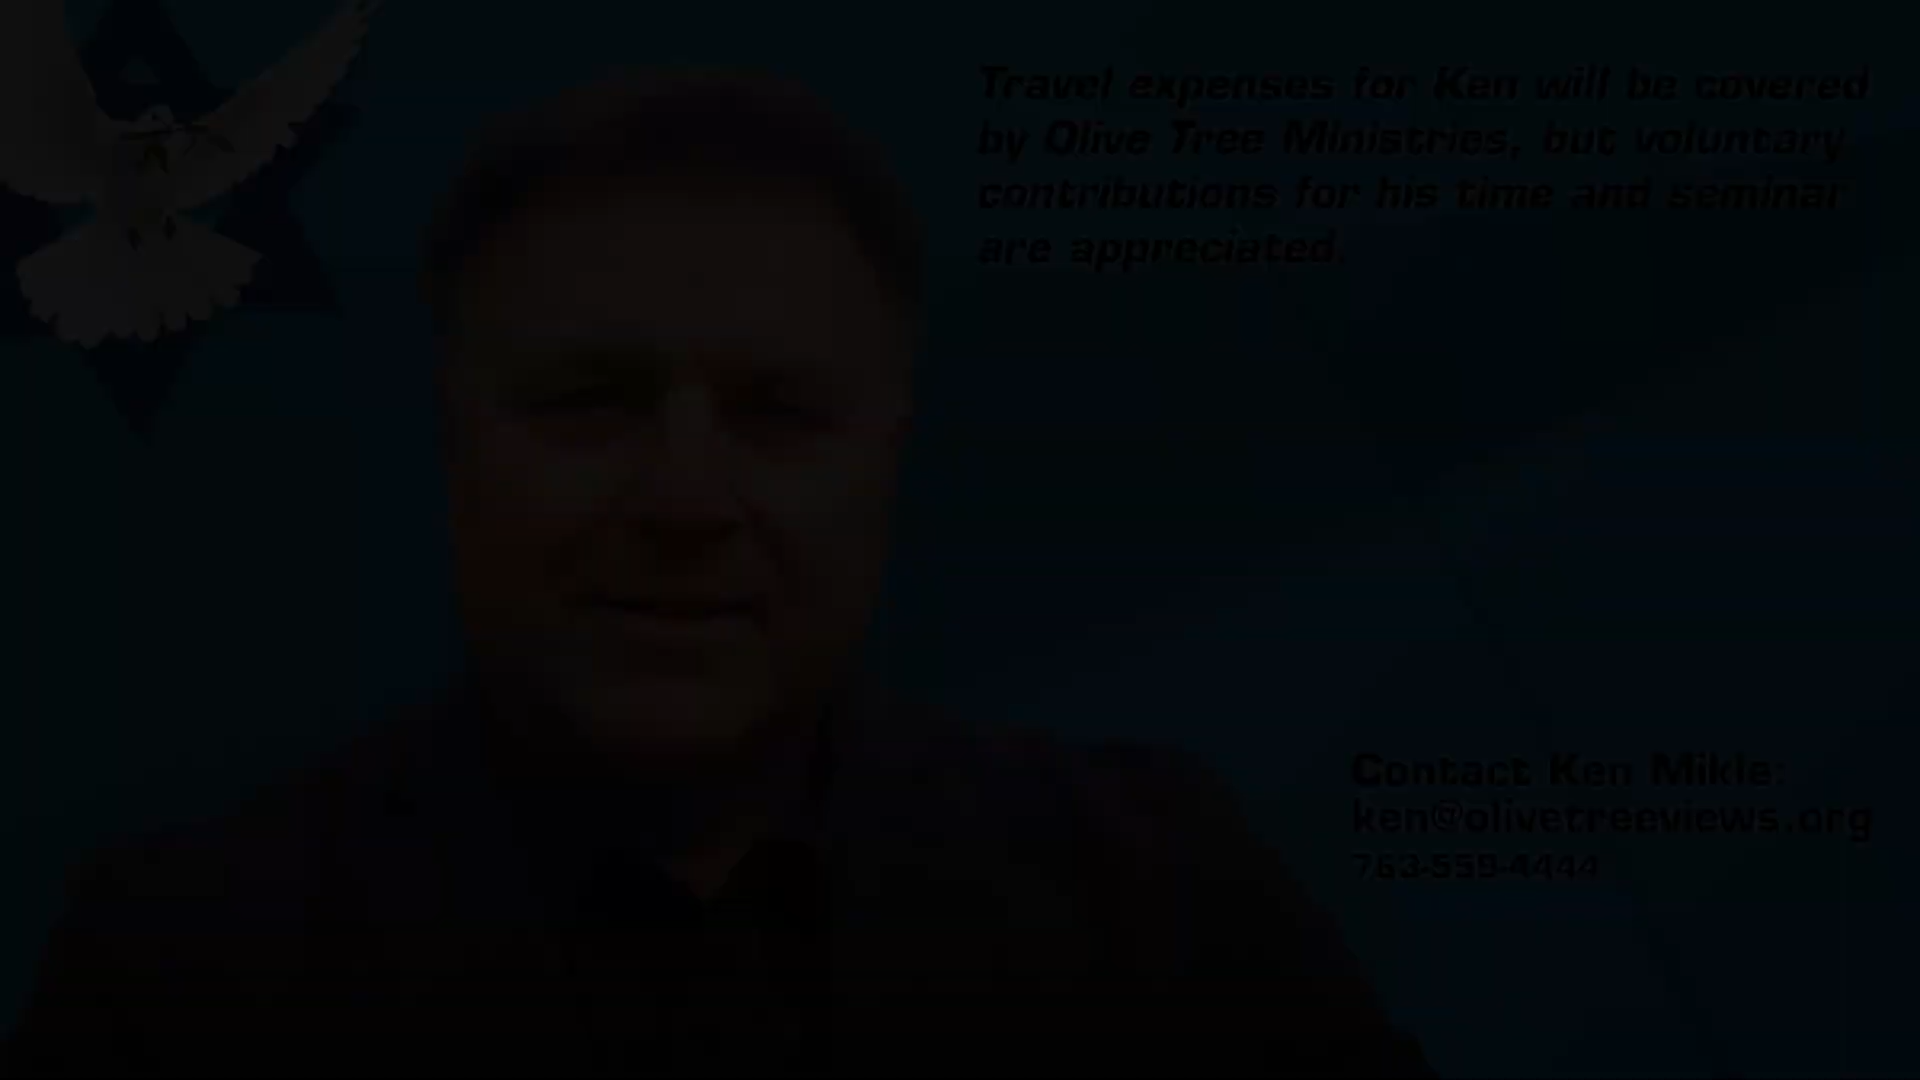 Travel expenses for Ken will be covered
by Olive Tree Ministries, but voluntary
contributions for his time and seminar
are appreciated.
Contact Ken Mikle:
ken@olivetreeviews.org
763-559-4444